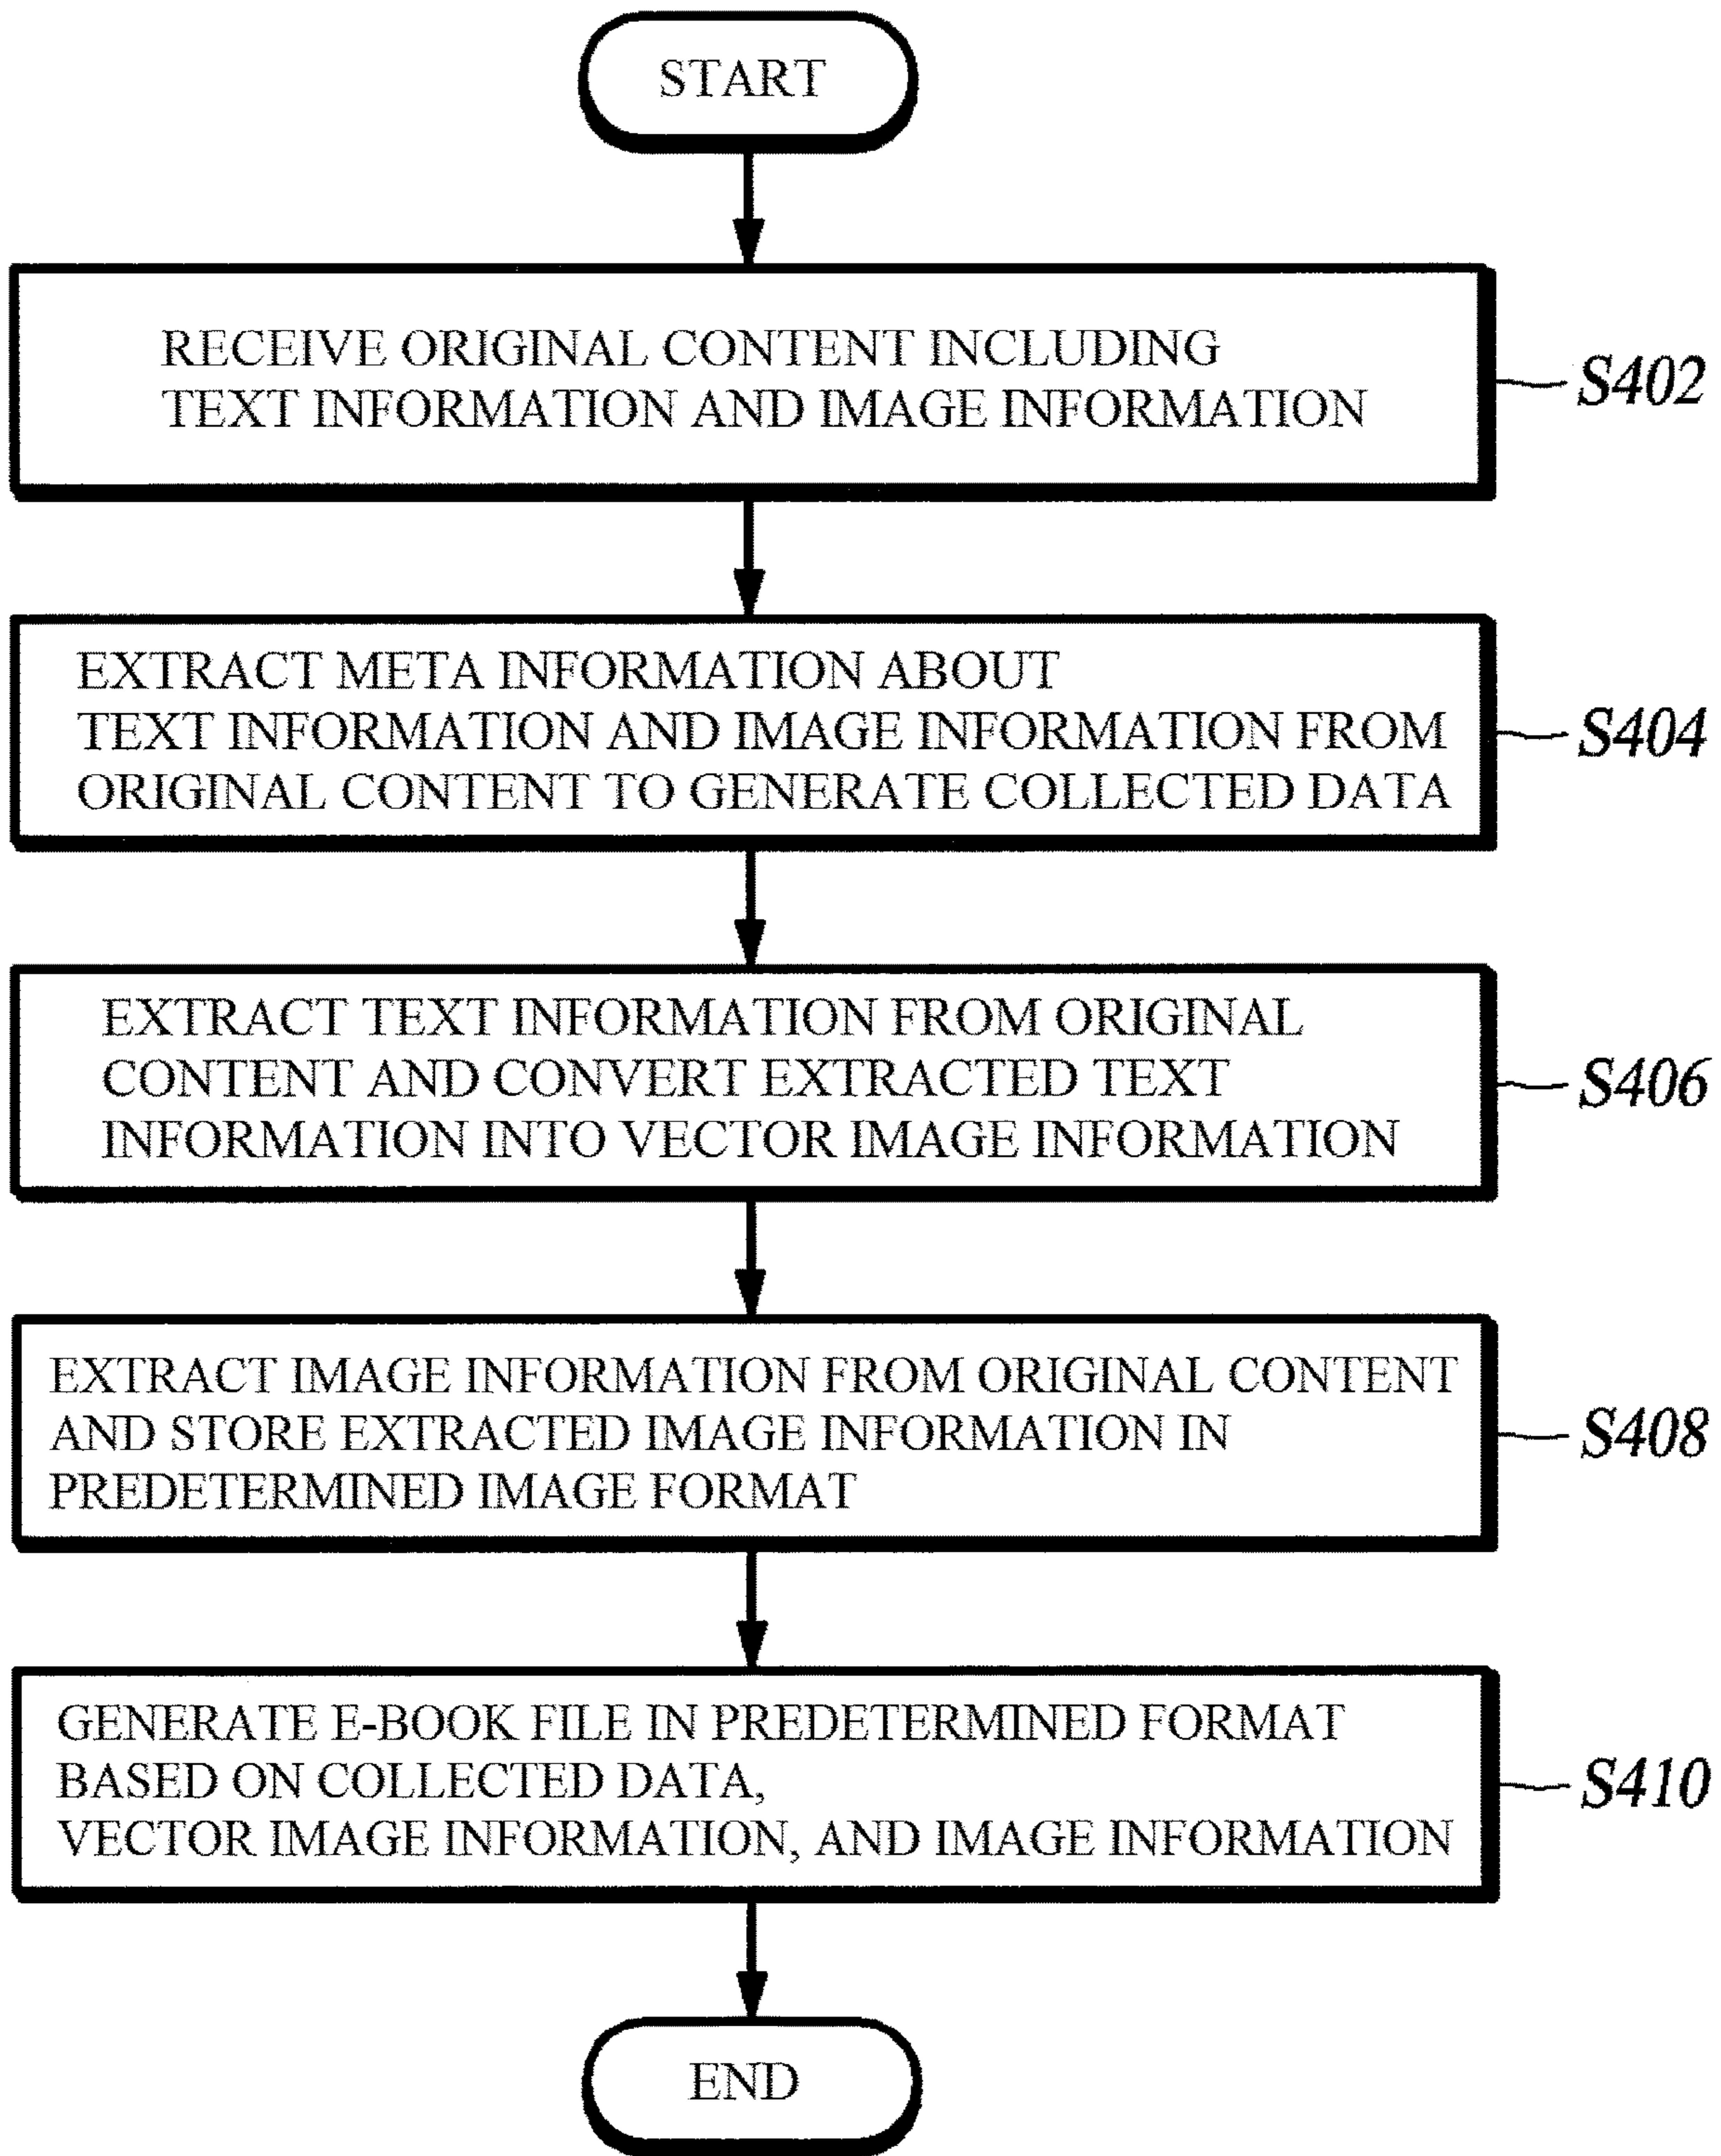 START
RECEIVE ORIGINAL CONTENT INCLUDING
TEXT INFORMATION AND IMAGE INFORMATION
S402
EXTRACT META INFORMATION ABOUT
TEXT INFORMATION AND IMAGE INFORMATION FROM
ORIGINAL CONTENT TO GENERATE COLLECTED DATA
S404
EXTRACT TEXT INFORMATION FROM ORIGINAL
CONTENT AND CONVERT EXTRACTED TEXT
INFORMATION INTO VECTOR IMAGE INFORMATION
S406
EXTRACT IMAGE INFORMATION FROM ORIGINAL CONTENT
AND STORE EXTRACTED IMAGE INFORMATION IN
PREDETERMINED IMAGE FORMAT
S408
GENERATE E-BOOK FILE IN PREDETERMINED FORMAT
BASED ON COLLECTED DATA,
VECTOR IMAGE INFORMATION, AND IMAGE INFORMATION
S410
END